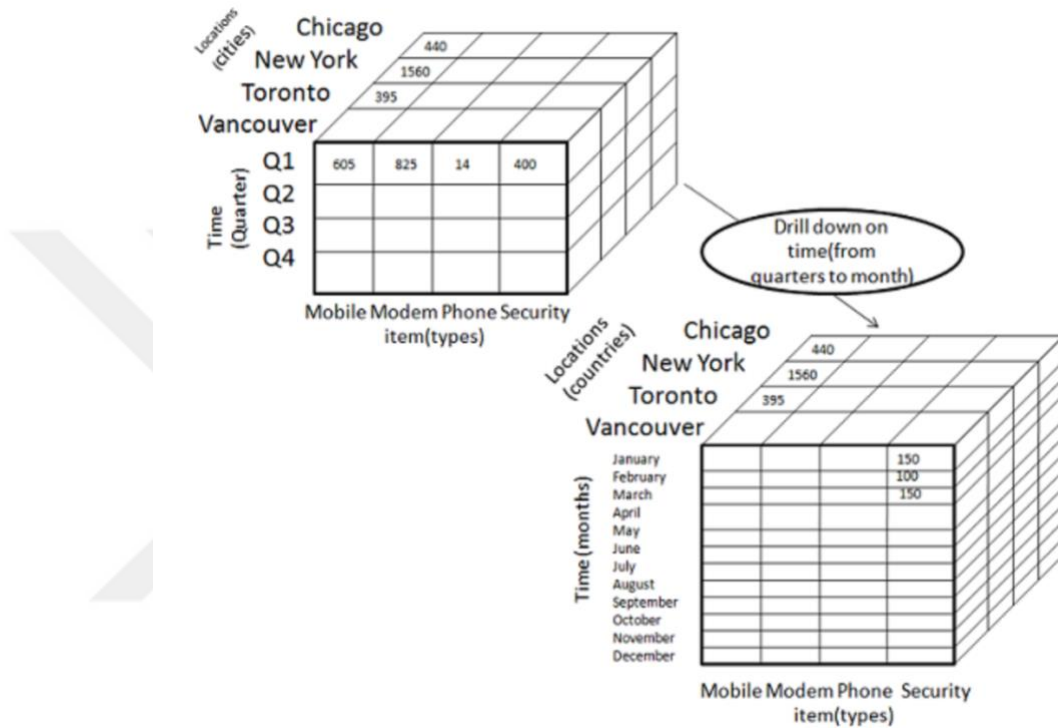 Locations
(cities)
Chicago
New York
Toronto
Vancouver
440
1560
395
Time
(Quarter)
Q1
Q2
Q3
Q4
605 825 14 400
Mobile Modem Phone Security
item(types)
Drill down on
time(from
quarters to month)
Locations
(countries)
Chicago
New York
Toronto
Vancouver
440
1560
395
Time (months)
January 150
February 100
March 150
April
May
June
July
August
September
October
November
December
Mobile Modem Phone Security
item(types)